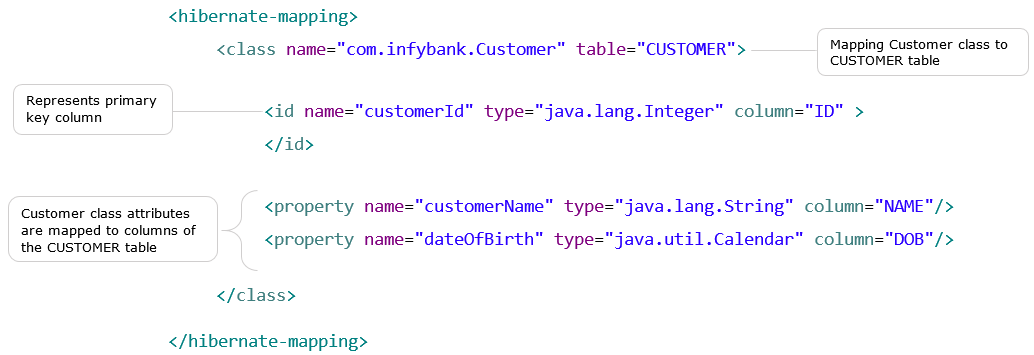 <hibernate-mapping>
<class name="com.infybank.Customer" table="CUSTOMER">
Mapping Customer class to
CUSTOMER table
Represents primary
key column
<id name="customerId" type="java.lang.Integer" column="ID" >
</id>
Customer class attributes
are mapped to columns of
the CUSTOMER table
<property name="customerName" type="java.lang.String" column="NAME"/>
<property name="dateOfBirth" type="java.util.Calendar" column="DOB"/>
</class>
</hibernate-mapping>